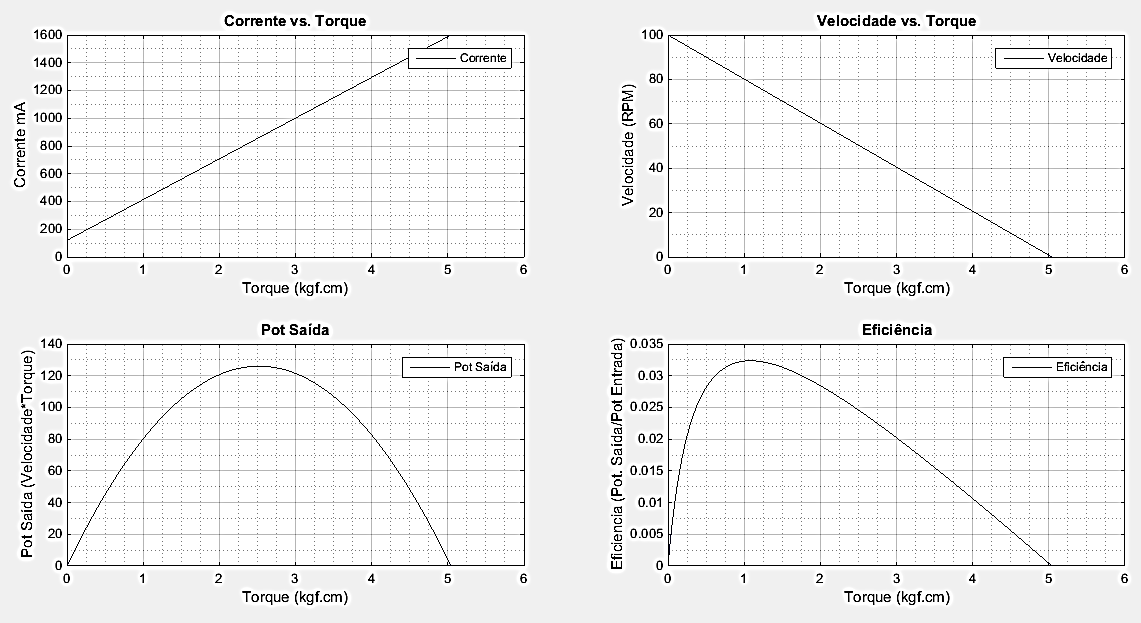 Corrente vs. Torque
1600
1400
1200
1000
800
600
400
200
0
Corrente mA
Corrente
0 1 2 3 4 5 6
Torque (kgf.cm)
Velocidade vs. Torque
100
80
60
40
20
0
Velocidade (RPM)
Velocidade
0 1 2 3 4 5 6
Torque (kgf.cm)
Pot Saída
140
120
100
80
60
40
20
0
Pot Saída (Velocidade*Torque)
Pot Saída
0 1 2 3 4 5 6
Torque (kgf.cm)
Eficiência
0.035
0.03
0.025
0.02
0.015
0.01
0.005
0
Eficiencia (Pot. Saída/Pot Entrada)
Eficiência
0 1 2 3 4 5 6
Torque (kgf.cm)